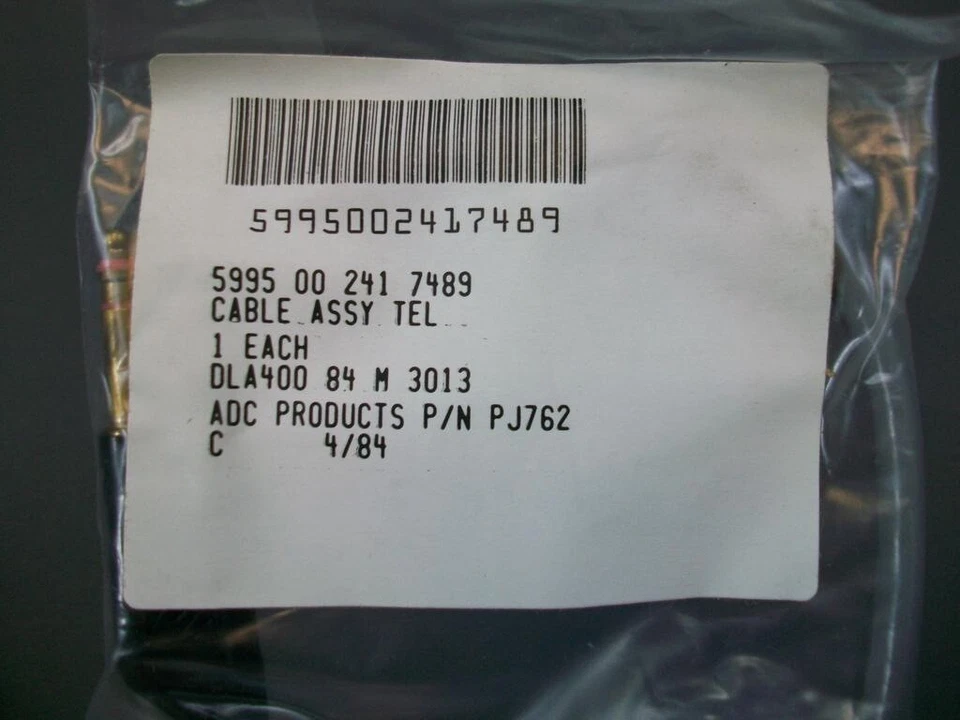 5995002417489
5995 00 241 7489
CABLE ASSY TEL
1 EACH
DLA400 84 M 3013
ADC PRODUCTS P/N PJ762
C 4/84